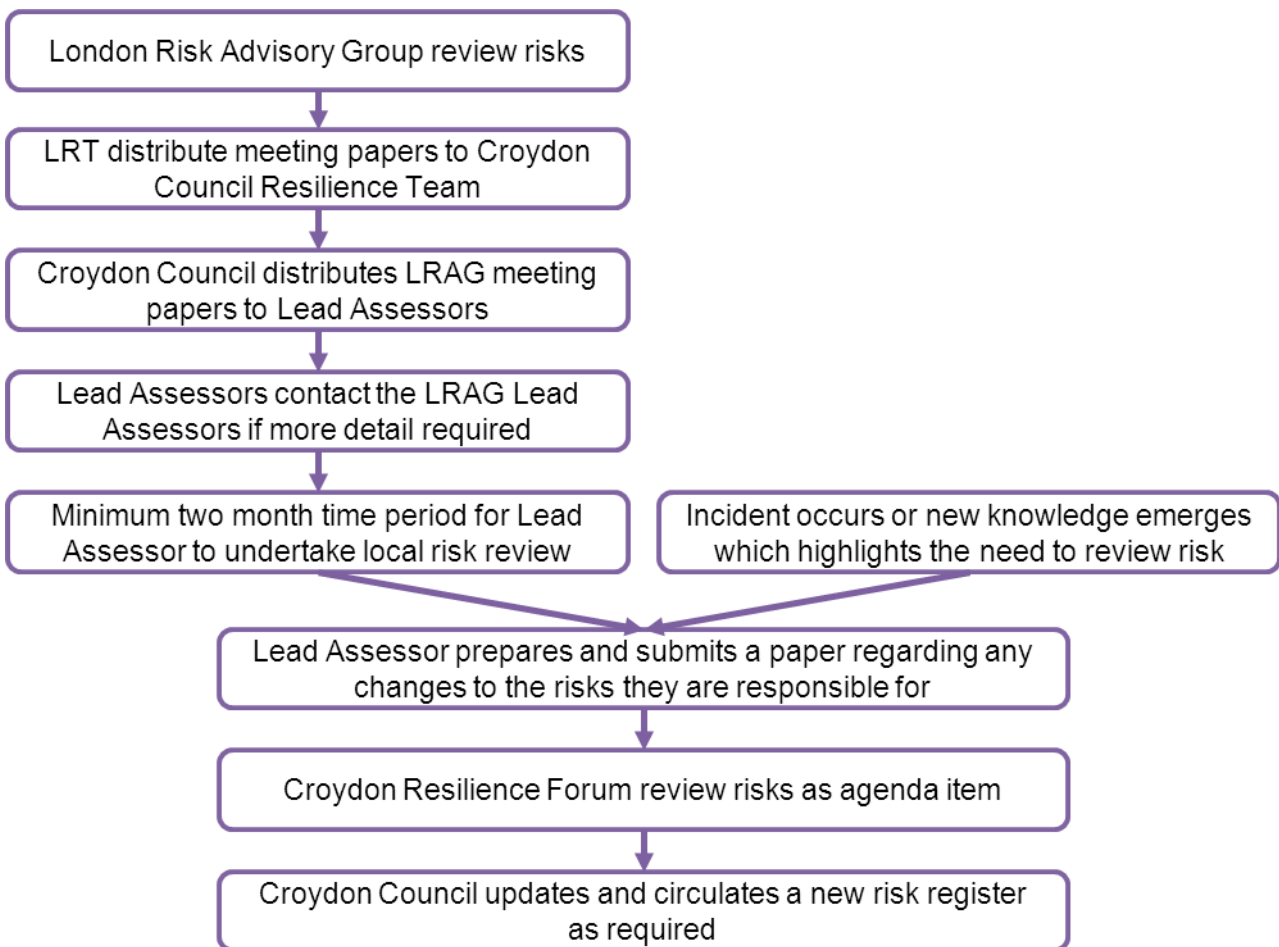 London Risk Advisory Group review risks
LRT distribute meeting papers to Croydon
Council Resilience Team
Croydon Council distributes LRAG meeting
papers to Lead Assessors
Lead Assessors contact the LRAG Lead
Assessors if more detail required
Minimum two month time period for Lead
Assessor to undertake local risk review
Incident occurs or new knowledge emerges
which highlights the need to review risk
Lead Assessor prepares and submits a paper regarding any
changes to the risks they are responsible for
Croydon Resilience Forum review risks as agenda item
Croydon Council updates and circulates a new risk register
as required